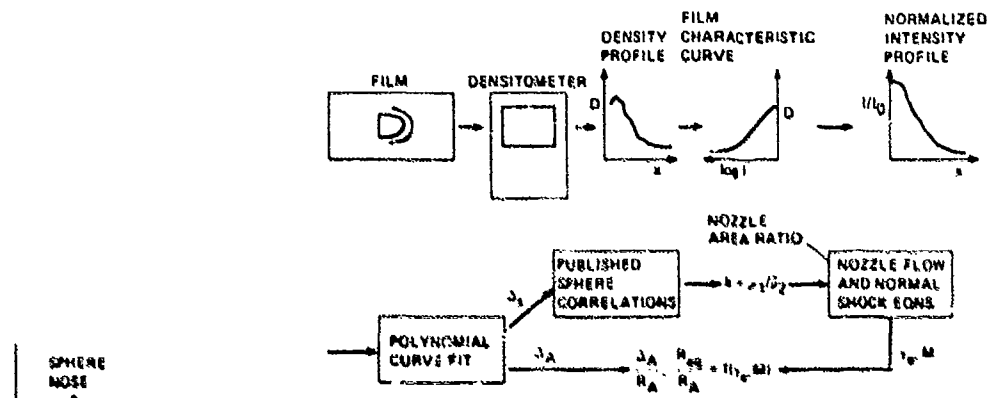 FILM
DENSITOMETER
DENSITY
PROFILE
FILM
CHARACTERISTIC
CURVE
NORMALIZED
INTENSITY
PROFILE
D
x
D
log I
I/I0
x
NOZZLE
AREA RATIO
PUBLISHED
SPHERE
CORRELATIONS
NOZZLE FLOW
AND NORMAL
SHOCK EQNS.
POLYNOMIAL
CURVE FIT
SPHERE
NOSE